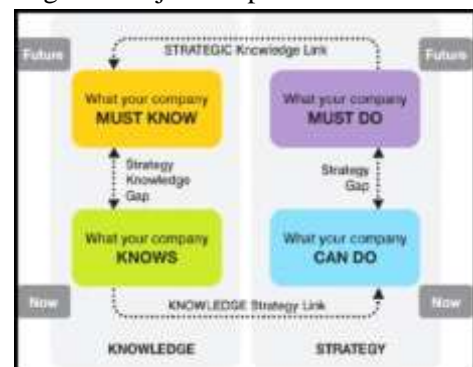 STRATEGIC Knowledge Link
Future
Future
What your company
MUST KNOW
What your company
MUST DO
Strategy
Knowledge
Gap
Strategy
Gap
What your company
KNOWS
What your company
CAN DO
Now
Now
KNOWLEDGE Strategy Link
KNOWLEDGE
STRATEGY